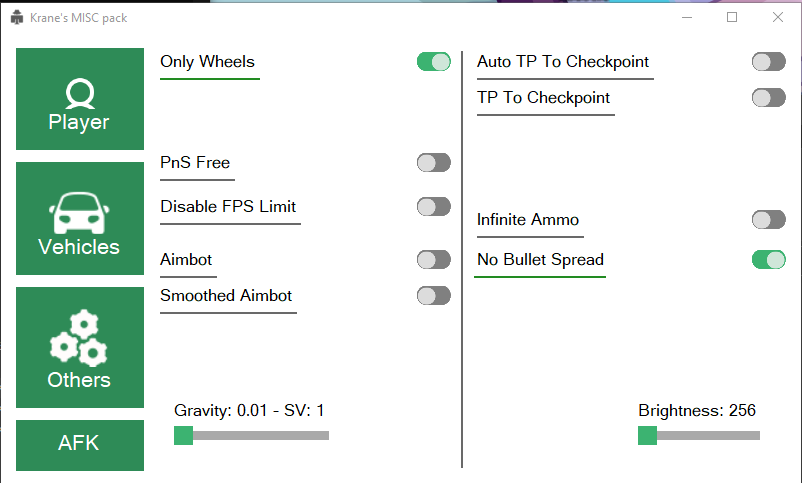 Krane's MISC pack
Player
Vehicles
Others
AFK
Only Wheels
PnS Free
Disable FPS Limit
Aimbot
Smoothed Aimbot
Gravity: 0.01 - SV: 1
Auto TP To Checkpoint
TP To Checkpoint
Infinite Ammo
No Bullet Spread
Brightness: 256